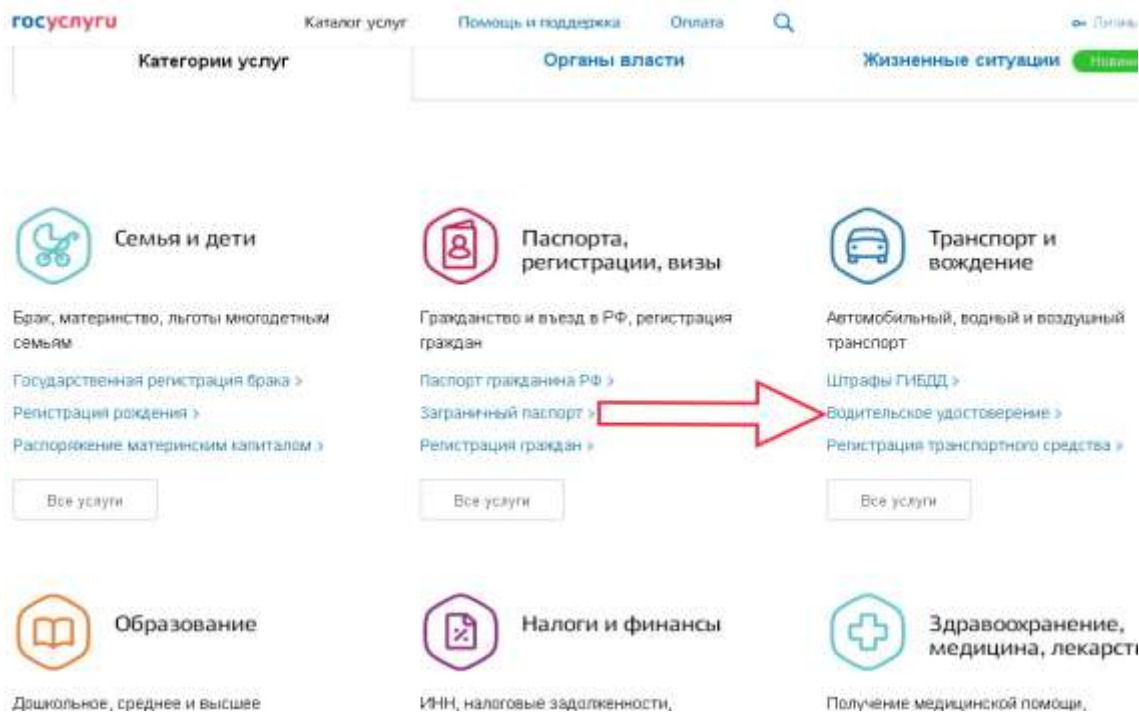 госуслуги Каталог услуг Помощь и поддержка Оплата
Категории услуг Органы власти Жизненные ситуации
Семья и дети
Паспорта,
регистрации, визы
Транспорт и
вождение
Брак, материнство, льготы многодетным
семьям
Гражданство и въезд в РФ, регистрация
граждан
Автомобильный, водный и воздушный
транспорт
Государственная регистрация брака >
Паспорт гражданина РФ >
Штрафы ГИБДД >
Регистрация рождения >
Заграничный паспорт >
Водительское удостоверение >
Распоряжение материнским капиталом >
Регистрация граждан >
Регистрация транспортного средства >
Все услуги Все услуги Все услуги
Образование
Налоги и финансы
Здравоохранение,
медицина, лекарст
Дошкольное, среднее и высшее
ИНН, налоговые задолженности,
Получение медицинской помощи,